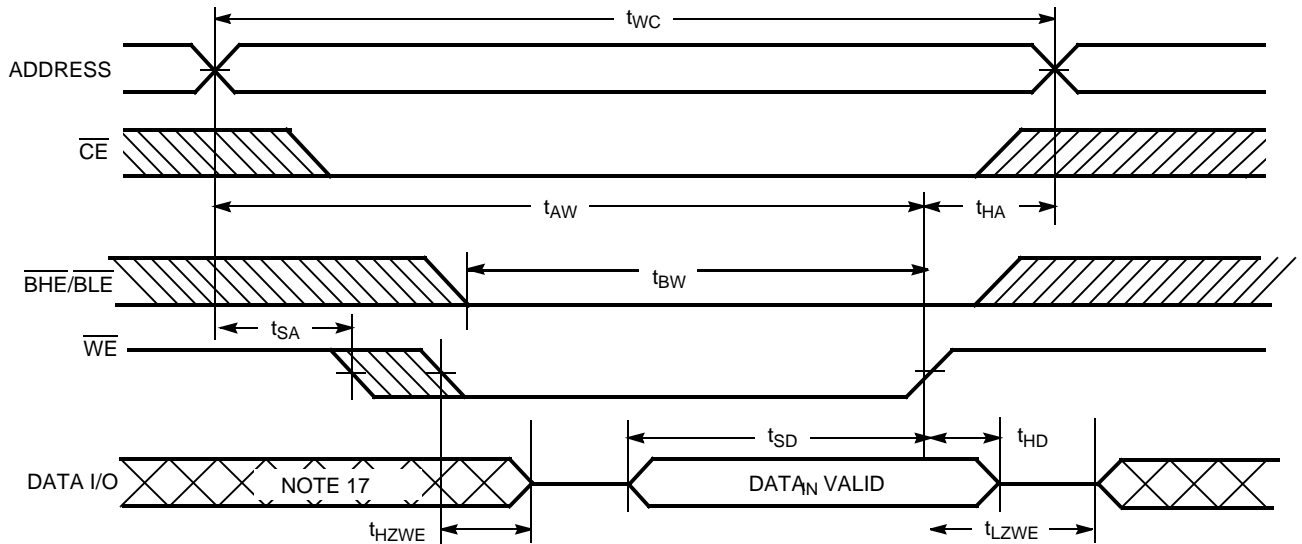 tWC
ADDRESS
CE
tAW
tHA
BHE/BLE
tBW
tSA
WE
tSD
tHD
DATA I/O
NOTE 17
DATAIN VALID
tHZWE
tLZWE